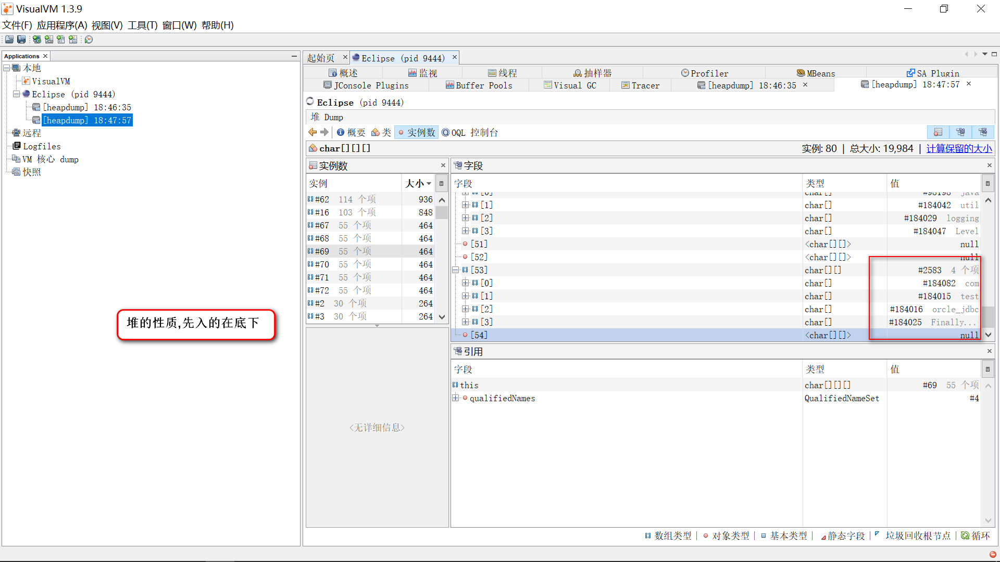 VisualVM 1.3.9
文件(F) 应用程序(A) 视图(V) 工具(T) 窗口(W) 帮助(H)
Applications
本地
VisualVM
Eclipse (pid 9444)
[heapdump] 18:46:35
[heapdump] 18:47:57
远程
Logfiles
VM 核心 dump
快照
堆的性质,先入的在底下
起始页 Eclipse (pid 9444)
概述 监视 线程 抽样器 Profiler MBeans SA Plugin
JConsole Plugins Buffer Pools Visual GC Tracer [heapdump] 18:46:35 [heapdump] 18:47:57
Eclipse (pid 9444)
堆 Dump
概要 类 实例数 OQL 控制台
char[][][] 实例: 80 | 总大小: 19,984 | 计算保留的大小
实例数
实例 大小
#62 114 个项 936
#16 103 个项 848
#67 55 个项 464
#68 55 个项 464
#69 55 个项 464
#70 55 个项 464
#71 55 个项 464
#72 55 个项 464
#2 30 个项 264
#3 30 个项 264
<无详细信息>
字段
字段 类型 值
[0] char[] #98198 java
[1] char[] #184042 util
[2] char[] #184029 logging
[3] char[] #184047 Level
[51] <char[][]> null
[52] <char[][]> null
[53] char[][] #2583 4 个项
[0] char[] #184082 com
[1] char[] #184015 test
[2] char[] #184016 orcle_jdbc
[3] char[] #184025 Finally...
[54] <char[][]> null
引用
字段 类型 值
this char[][][] #69 55 个项
qualifiedNames QualifiedNameSet #4
数组类型 | 对象类型 | 基本类型 | 静态字段 | 垃圾回收根节点 | 循环